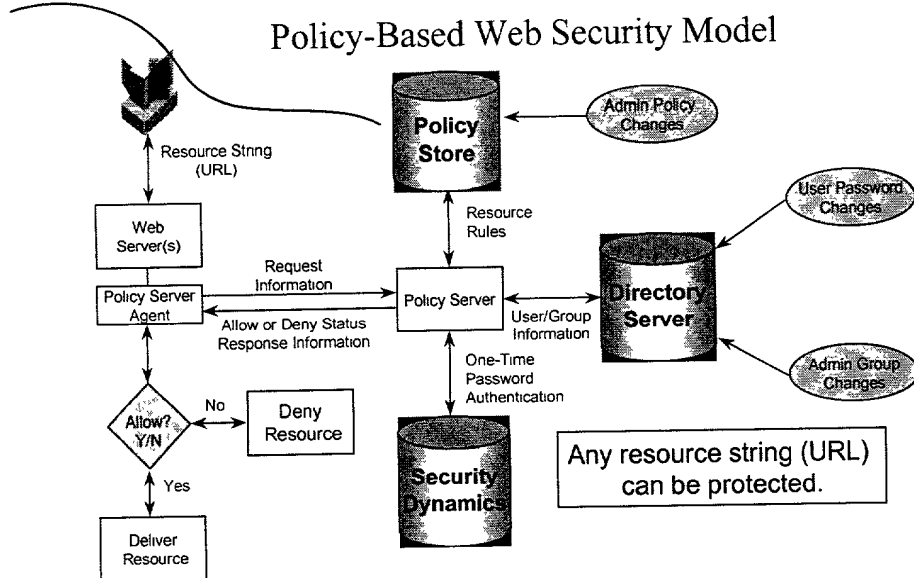 Policy-Based Web Security Model
Resource String
(URL)
Policy
Store
Admin Policy
Changes
User Password
Changes
Web
Server(s)
Resource
Rules
Request
Information
Policy Server
Agent
Policy Server
Directory
Server
Allow or Deny Status
Response Information
User/Group
Information
Admin Group
Changes
One-Time
Password
Authentication
Allow?
Y/N
No
Deny
Resource
Yes
Security
Dynamics
Any resource string (URL)
can be protected.
Deliver
Resource